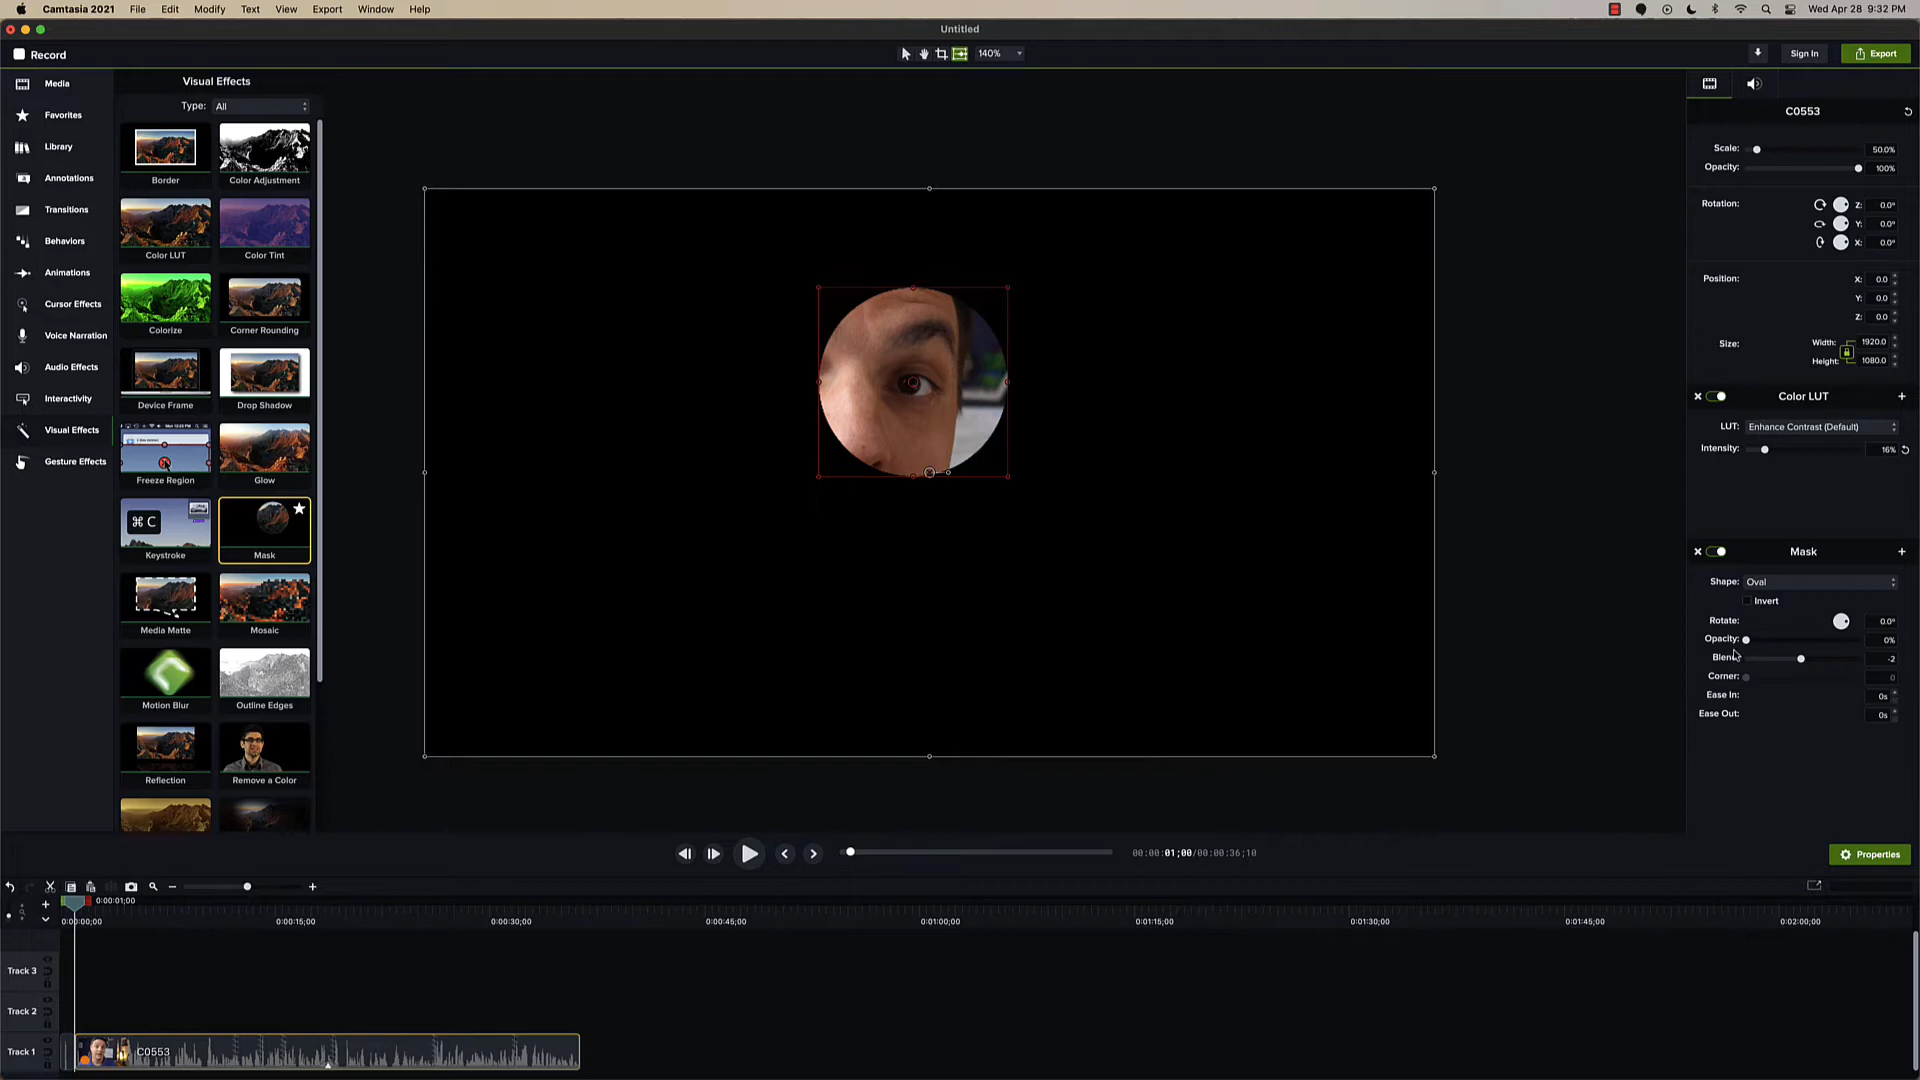 Camtasia 2021 File Edit Modify Text View Export Window Help
Wed Apr 28 9:32 PM
Untitled
Record
140%
Sign In
Export
Media
Favorites
Library
Annotations
Transitions
Behaviors
Animations
Cursor Effects
Voice Narration
Audio Effects
Interactivity
Visual Effects
Gesture Effects
Visual Effects
Type: All
Border
Color Adjustment
Color LUT
Color Tint
Colorize
Corner Rounding
Device Frame
Drop Shadow
Freeze Region
Glow
⌘ C
Keystroke
Mask
Media Matte
Mosaic
Motion Blur
Outline Edges
Reflection
Remove a Color
C0553
Scale: 50.0%
Opacity: 100%
Rotation: Z: 0.0°
Y: 0.0°
X: 0.0°
Position: X: 0.0
Y: 0.0
Z: 0.0
Size: Width: 1920.0
Height: 1080.0
Color LUT
LUT: Enhance Contrast (Default)
Intensity: 16%
Mask
Shape: Oval
Invert
Rotate: 0.0°
Opacity: 0%
Blend: -2
Corner: 0
Ease In: 0s
Ease Out: 0s
00:00:01;00/00:00:36;10
Properties
0:00:01;00
0:00:00;00 0:00:15;00 0:00:30;00 0:00:45;00 0:01:00;00 0:01:15;00 0:01:30;00 0:01:45;00 0:02:00;00
Track 3
Track 2
Track 1
C0553